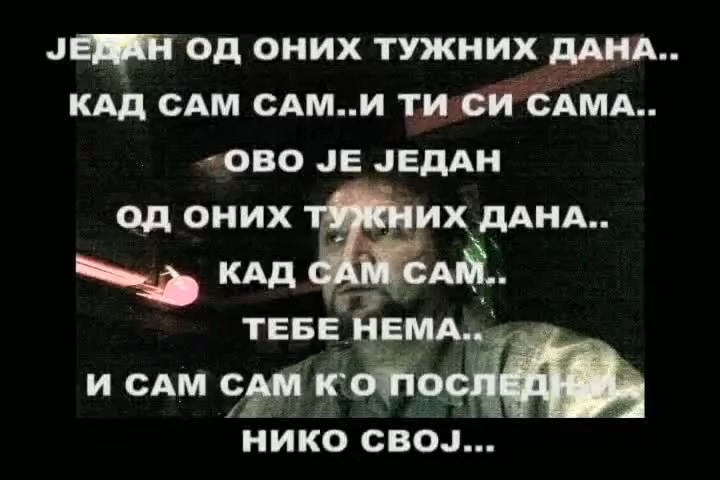 ЈЕДАН ОД ОНИХ ТУЖНИХ ДАНА..
КАД САМ САМ..И ТИ СИ САМА..
ОВО ЈЕ ЈЕДАН
ОД ОНИХ ТУЖНИХ ДАНА..
КАД САМ САМ..
ТЕБЕ НЕМА..
И САМ САМ К`О ПОСЛЕДЊИ
НИКО СВОЈ...